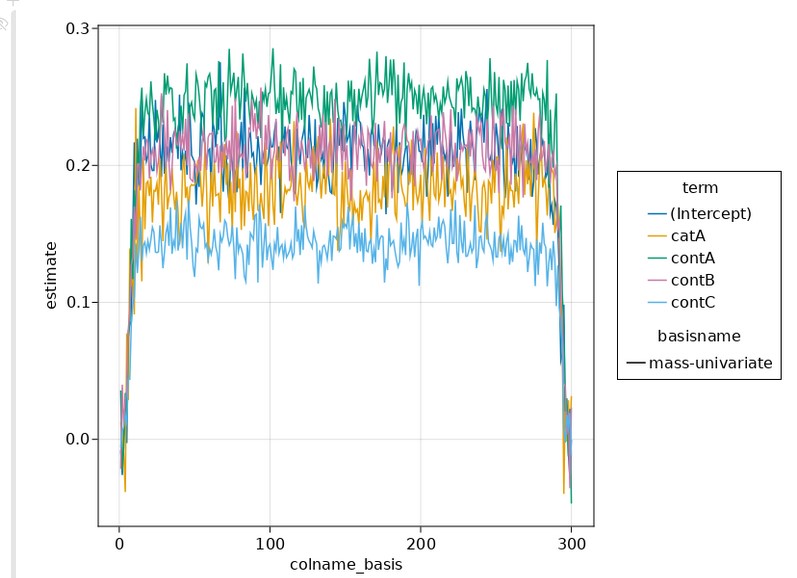 0.3
0.2
0.1
0.0
estimate
0
100
200
300
colname_basis
term
(Intercept)
catA
contA
contB
contC
basisname
mass-univariate